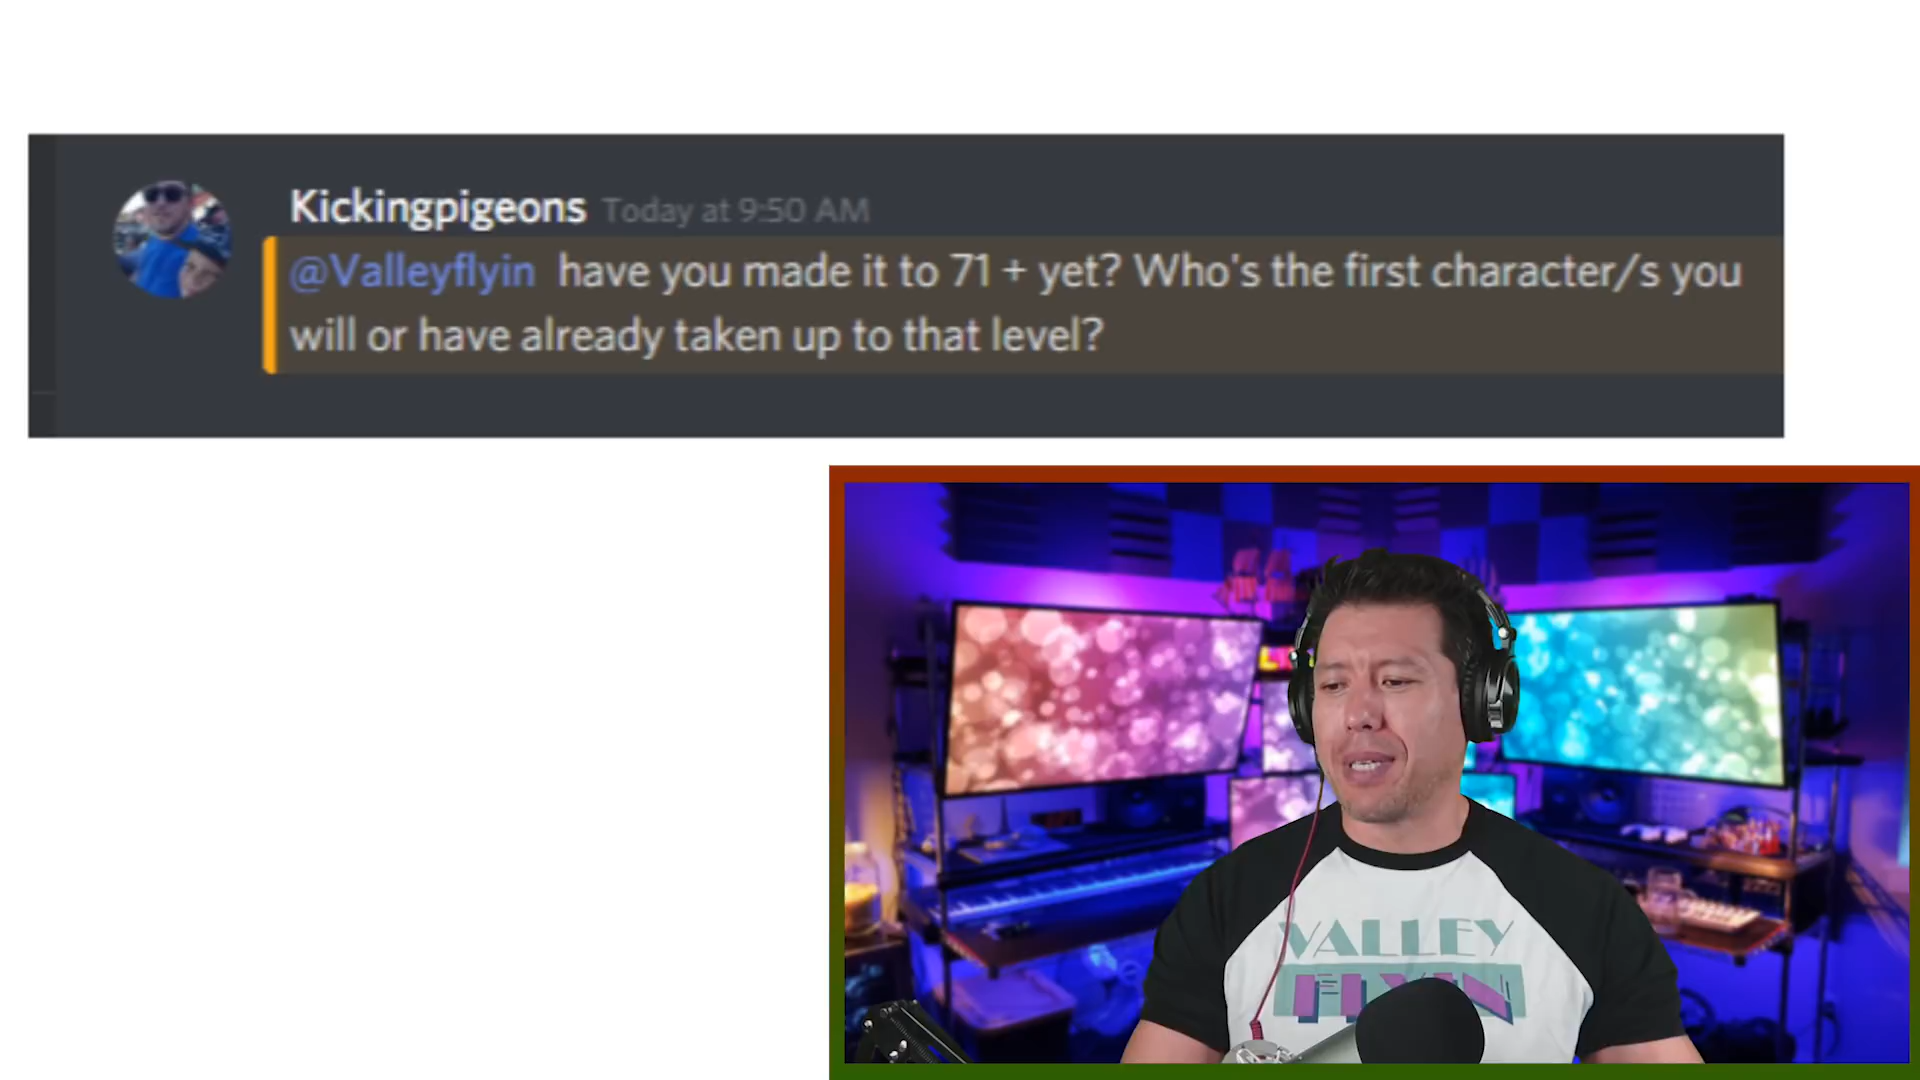 Kickingpigeons Today at 9:50 AM
@Valleyflyin have you made it to 71 + yet? Who's the first character/s you
will or have already taken up to that level?
VALLEY
FLYIN